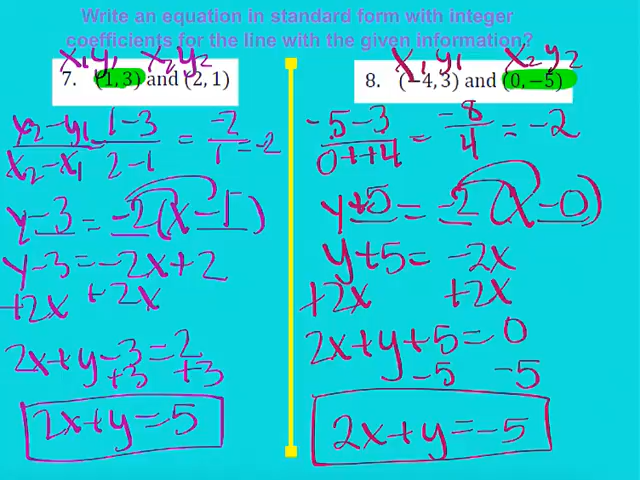 Write an equation in standard form with integer
coefficients for the line with the given information?
x₁ y₁ x₂ y₂
7. (1, 3) and (2, 1)
x₂-y₁ / x₂-x₁ = 1-3 / 2-1 = -2/1 = -2
y-3 = -2(x-1)
y-3 = -2x+2
+2x +2x
2x+y-3=2
+3 +3
2x+y=5
x₁ y₁ x₂ y₂
8. (−4, 3) and (0, −5)
-5-3 / 0++4 = -8/4 = -2
y+5 = -2(x-0)
y+5 = -2x
+2x +2x
2x+y+5=0
-5 -5
2x+y=-5